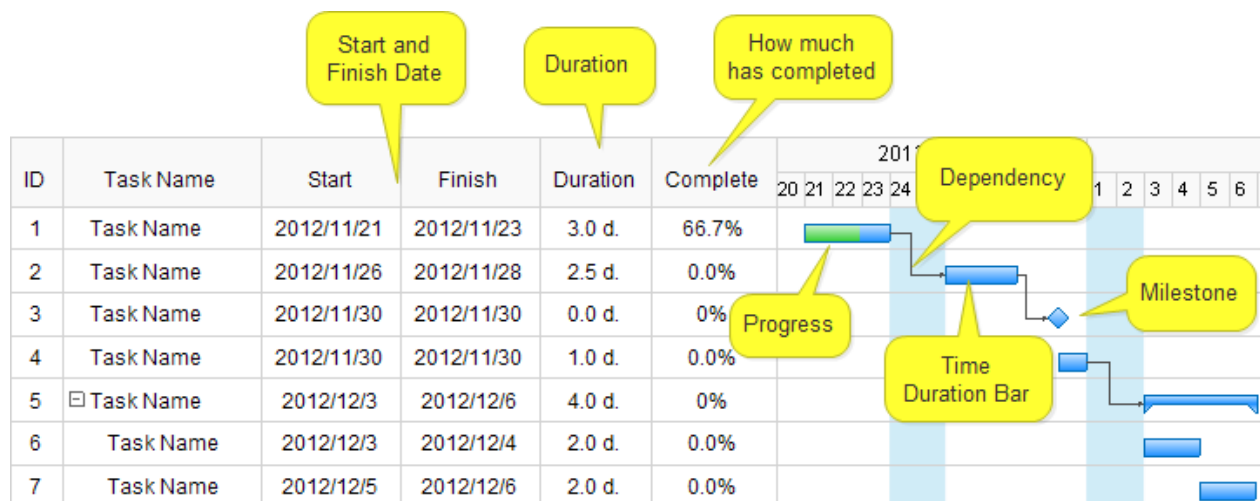 Start and
Finish Date
Duration
How much
has completed
ID Task Name Start Finish Duration Complete
201
20 21 22 23 24 1 2 3 4 5 6
Dependency
1 Task Name 2012/11/21 2012/11/23 3.0 d. 66.7%
2 Task Name 2012/11/26 2012/11/28 2.5 d. 0.0%
3 Task Name 2012/11/30 2012/11/30 0.0 d. 0%
Progress
Milestone
4 Task Name 2012/11/30 2012/11/30 1.0 d. 0.0%
Time
Duration Bar
5 Task Name 2012/12/3 2012/12/6 4.0 d. 0%
6 Task Name 2012/12/3 2012/12/4 2.0 d. 0.0%
7 Task Name 2012/12/5 2012/12/6 2.0 d. 0.0%